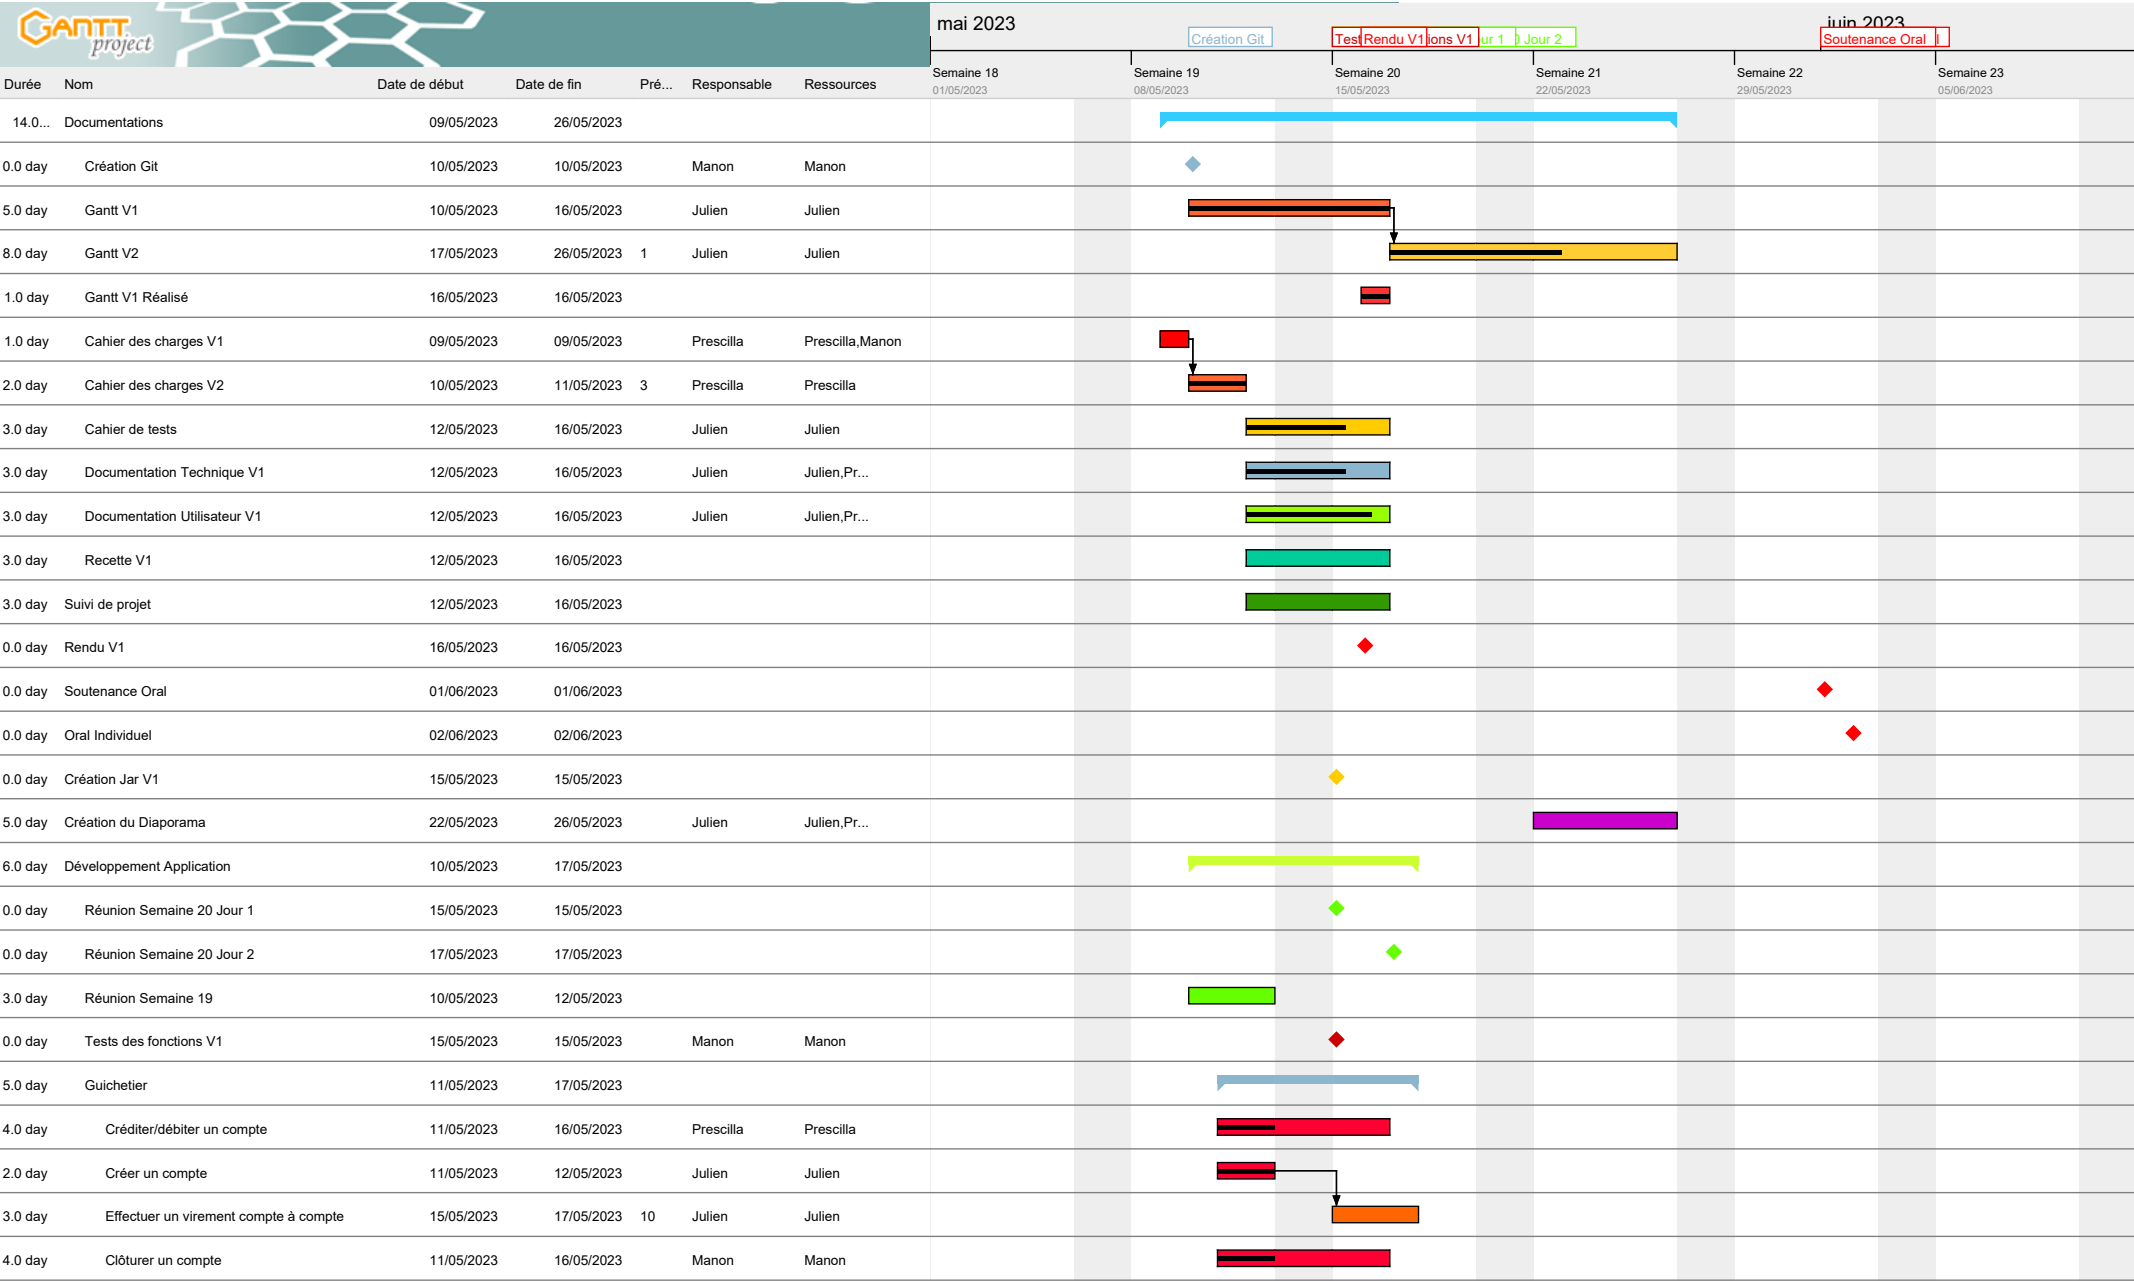 GANTT
project
mai 2023
juin 2023
Création Git
Test
Rendu V1
ions V1
ur 1
Jour 2
Soutenance Oral
l
Semaine 18
Semaine 19
Semaine 20
Semaine 21
Semaine 22
Semaine 23
01/05/2023
08/05/2023
15/05/2023
22/05/2023
29/05/2023
05/06/2023
Durée Nom Date de début Date de fin Pré... Responsable Ressources
14.0... Documentations 09/05/2023 26/05/2023
0.0 day Création Git 10/05/2023 10/05/2023 Manon Manon
5.0 day Gantt V1 10/05/2023 16/05/2023 Julien Julien
8.0 day Gantt V2 17/05/2023 26/05/2023 1 Julien Julien
1.0 day Gantt V1 Réalisé 16/05/2023 16/05/2023
1.0 day Cahier des charges V1 09/05/2023 09/05/2023 Prescilla Prescilla,Manon
2.0 day Cahier des charges V2 10/05/2023 11/05/2023 3 Prescilla Prescilla
3.0 day Cahier de tests 12/05/2023 16/05/2023 Julien Julien
3.0 day Documentation Technique V1 12/05/2023 16/05/2023 Julien Julien,Pr...
3.0 day Documentation Utilisateur V1 12/05/2023 16/05/2023 Julien Julien,Pr...
3.0 day Recette V1 12/05/2023 16/05/2023
3.0 day Suivi de projet 12/05/2023 16/05/2023
0.0 day Rendu V1 16/05/2023 16/05/2023
0.0 day Soutenance Oral 01/06/2023 01/06/2023
0.0 day Oral Individuel 02/06/2023 02/06/2023
0.0 day Création Jar V1 15/05/2023 15/05/2023
5.0 day Création du Diaporama 22/05/2023 26/05/2023 Julien Julien,Pr...
6.0 day Développement Application 10/05/2023 17/05/2023
0.0 day Réunion Semaine 20 Jour 1 15/05/2023 15/05/2023
0.0 day Réunion Semaine 20 Jour 2 17/05/2023 17/05/2023
3.0 day Réunion Semaine 19 10/05/2023 12/05/2023
0.0 day Tests des fonctions V1 15/05/2023 15/05/2023 Manon Manon
5.0 day Guichetier 11/05/2023 17/05/2023
4.0 day Créditer/débiter un compte 11/05/2023 16/05/2023 Prescilla Prescilla
2.0 day Créer un compte 11/05/2023 12/05/2023 Julien Julien
3.0 day Effectuer un virement compte à compte 15/05/2023 17/05/2023 10 Julien Julien
4.0 day Clôturer un compte 11/05/2023 16/05/2023 Manon Manon